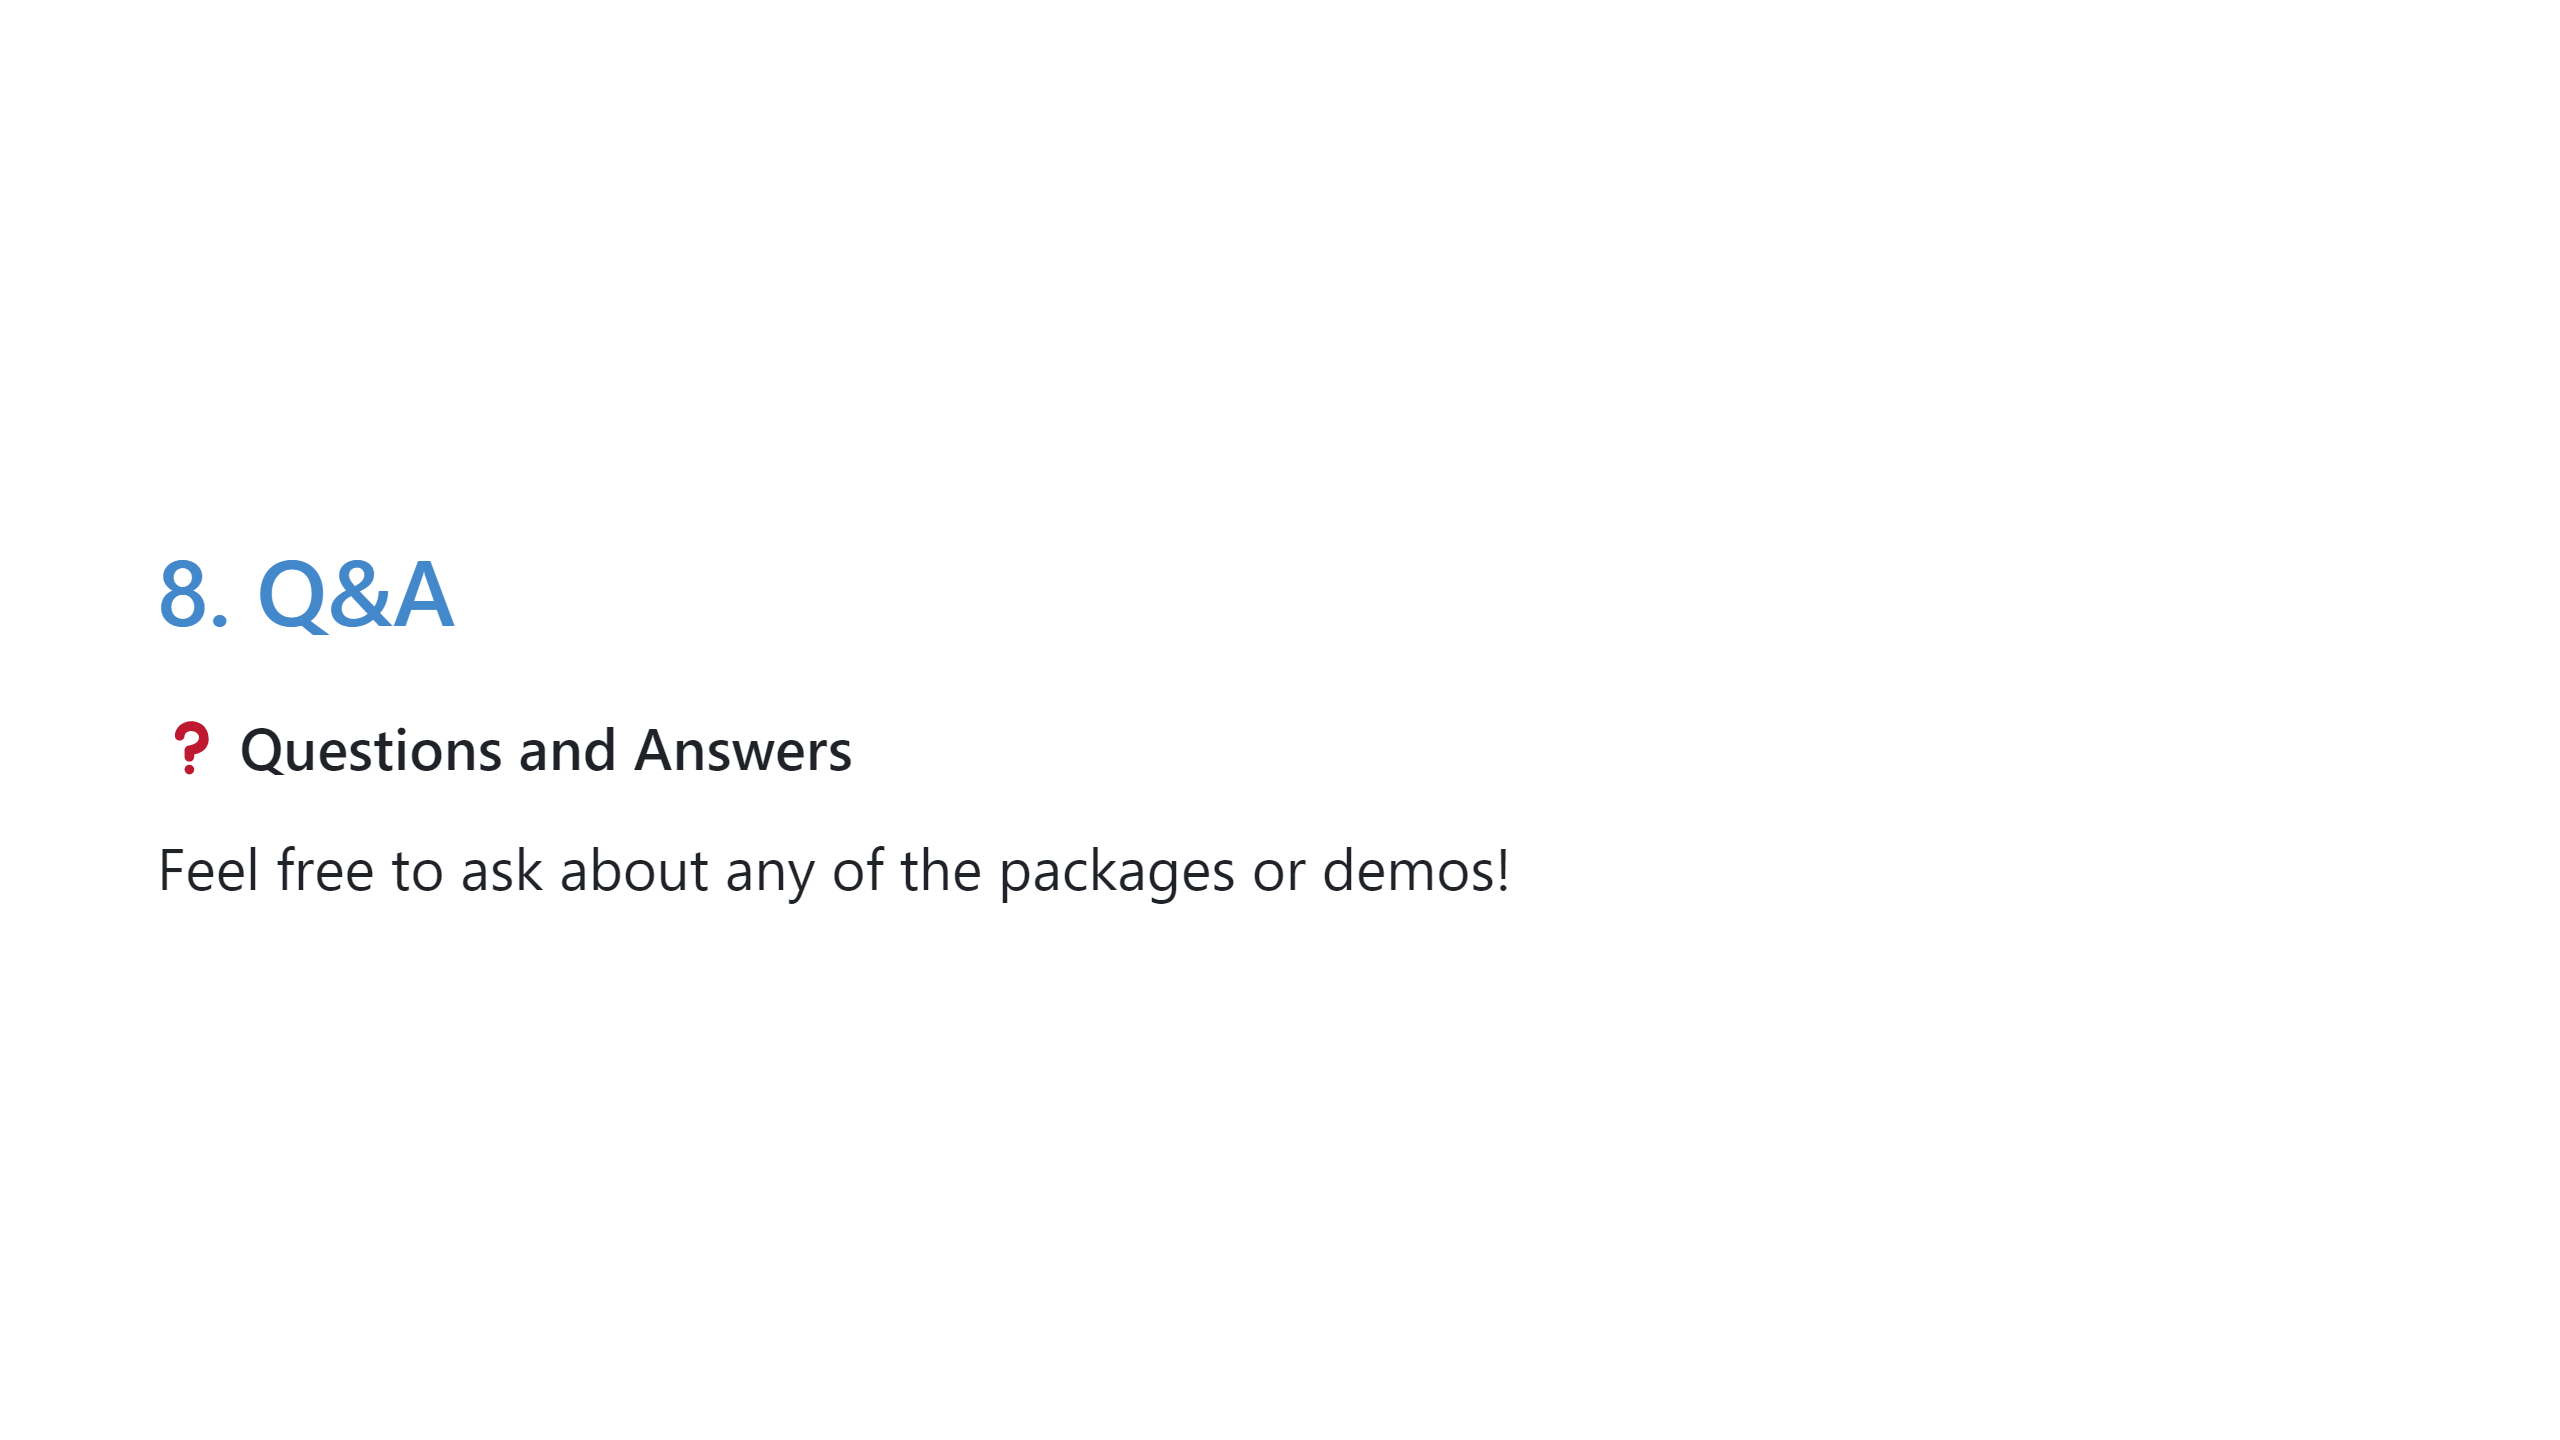 8. Q&A
❓ Questions and Answers
Feel free to ask about any of the packages or demos!